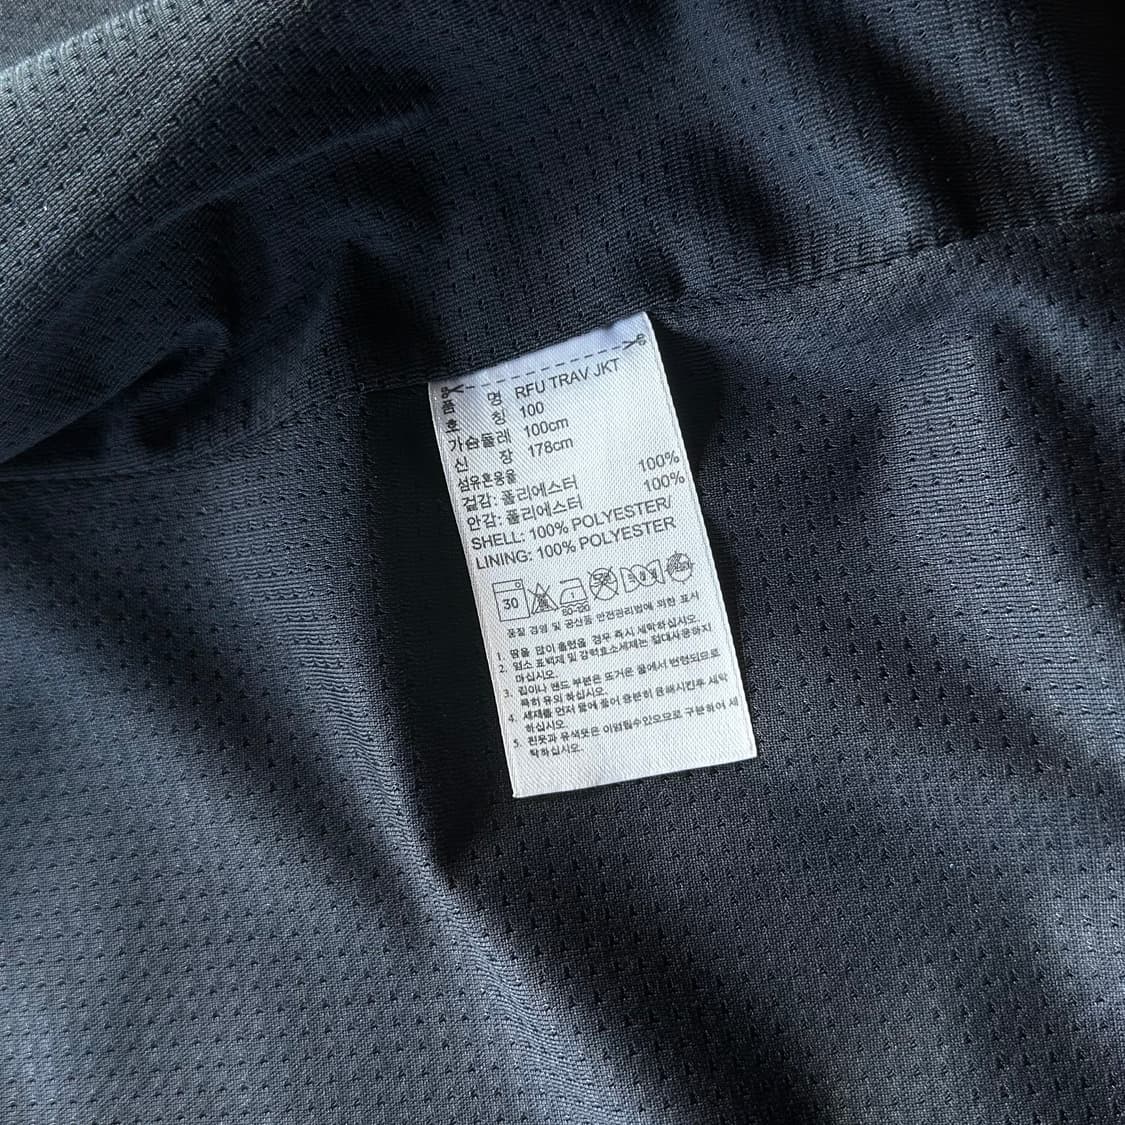 품 명 RFU TRAV JKT
호 칭 100
가슴둘레 100cm
신 장 178cm
섬유혼용율
겉감: 폴리에스터 100%
안감: 폴리에스터 100%
SHELL: 100% POLYESTER/
LINING: 100% POLYESTER
30
품질 경영 및 공산품 안전관리법에 의한 표시
1. 땀을 많이 흘렸을 경우 즉시 세탁하십시오.
2. 염소 표백제 및 강력효소세제는 절대사용하지
마십시오.
3. 깃이나 밴드 부분은 뜨거운 물에서 변형되므로
특히 유의 하십시오.
4. 세제를 먼저 물에 풀어 충분히 용해시킨후 세탁
하십시오.
5. 흰옷과 유색옷은 이염될수있으므로 구분하여 세
탁하십시오.